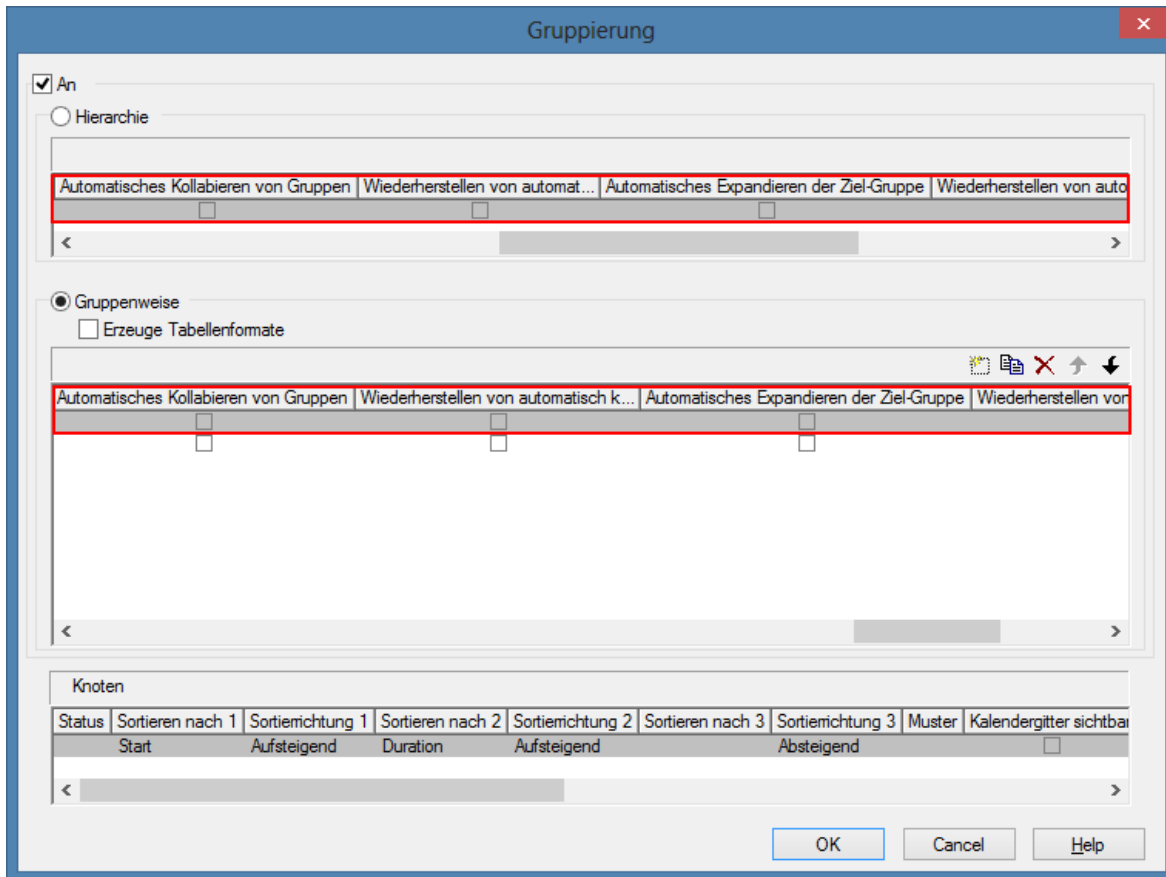 Gruppierung
An
Hierarchie
Automatisches Kollabieren von Gruppen Wiederherstellen von automat... Automatisches Expandieren der Ziel-Gruppe Wiederherstellen von auto
Gruppenweise
Erzeuge Tabellenformate
Automatisches Kollabieren von Gruppen Wiederherstellen von automatisch k... Automatisches Expandieren der Ziel-Gruppe Wiederherstellen von
Knoten
Status Sortieren nach 1 Sortierrichtung 1 Sortieren nach 2 Sortierrichtung 2 Sortieren nach 3 Sortierrichtung 3 Muster Kalendergitter sichtbar
Start Aufsteigend Duration Aufsteigend Absteigend
OK Cancel Help